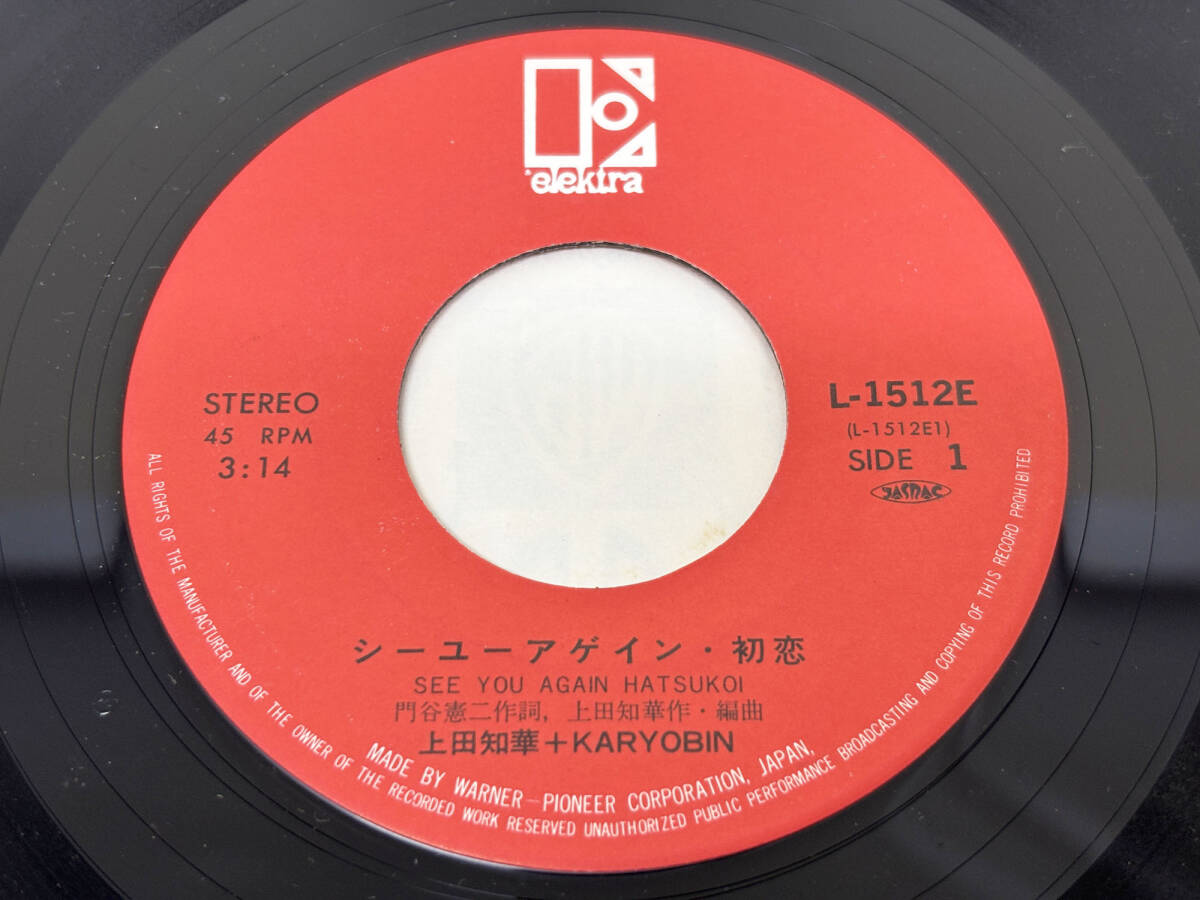 elektra
STEREO
45 RPM
3:14
L-1512E
(L-1512E1)
SIDE 1
JASRAC
シーユーアゲイン・初恋
SEE YOU AGAIN HATSUKOI
門谷憲二作詞, 上田知華作・編曲
上田知華+KARYOBIN
MADE BY WARNER-PIONEER CORPORATION, JAPAN,
ALL RIGHTS OF THE MANUFACTURER AND OF THE OWNER OF THE RECORDED WORK RESERVED UNAUTHORIZED PUBLIC PERFORMANCE BROADCASTING AND COPYING OF THIS RECORD PROHIBITED